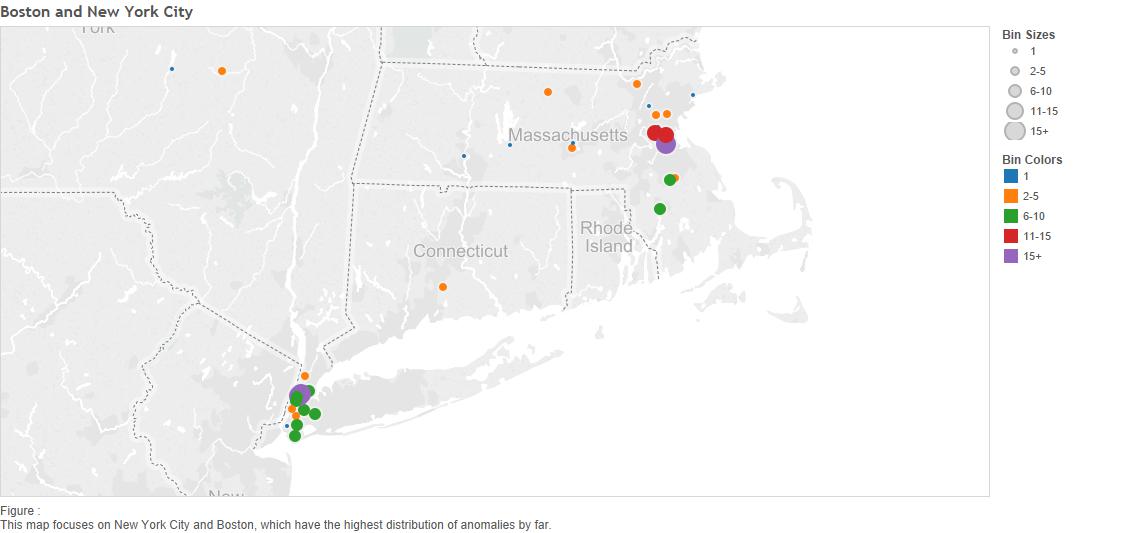 Boston and New York City
York
Massachusetts
Rhode
Island
Connecticut
New
Bin Sizes
1
2-5
6-10
11-15
15+
Bin Colors
1
2-5
6-10
11-15
15+
Figure :
This map focuses on New York City and Boston, which have the highest distribution of anomalies by far.